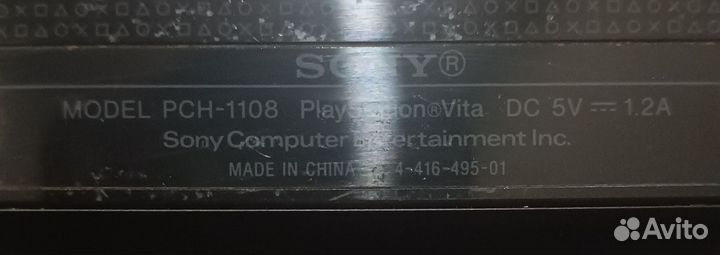 SONY®
MODEL PCH-1108 PlayStation®Vita DC 5V ⎓ 1.2A
Sony Computer Entertainment Inc.
MADE IN CHINA 4-416-495-01
Avito